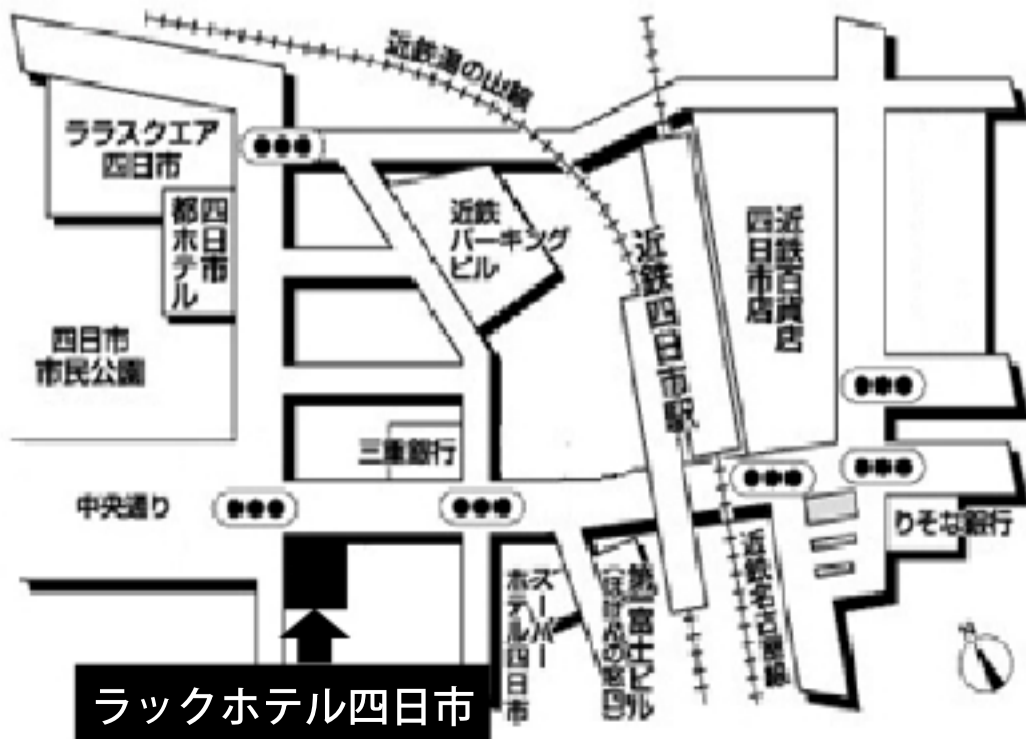 近鉄湯の山線
ララスクエア
四日市
四日市
都ホテル
近鉄
パーキング
ビル
近鉄四日市駅
近鉄百貨店
四日市店
四日市
市民公園
三重銀行
中央通り
りそな銀行
スーパー
ホテル四日市
第一富士ビル
近鉄名古屋線
ラックホテル四日市